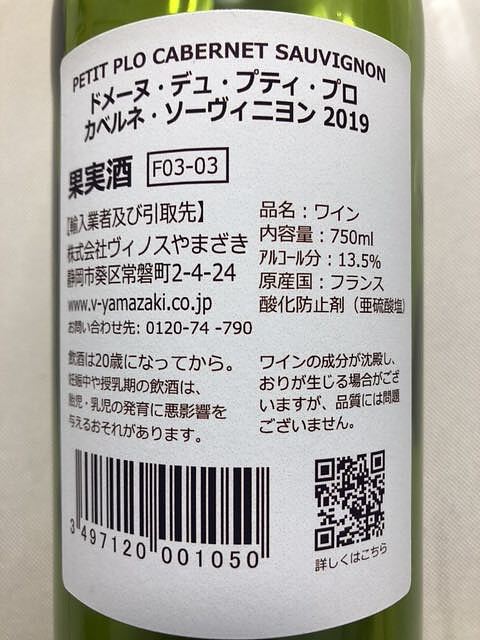 PETIT PLO CABERNET SAUVIGNON
ドメーヌ・デュ・プティ・プロ
カベルネ・ソーヴィニヨン 2019
果実酒 F03-03
【輸入業者及び引取先】
株式会社ヴィノスやまざき
静岡市葵区常磐町2-4-24
www.v-yamazaki.co.jp
お問い合わせ先: 0120-74 -790
品名：ワイン
内容量：750ml
ｱﾙｺｰﾙ分：13.5%
原産国：フランス
酸化防止剤（亜硫酸塩）
飲酒は20歳になってから。
妊娠中や授乳期の飲酒は、
胎児・乳児の発育に悪影響を
与えるおそれがあります。
ワインの成分が沈殿し、
おりが生じる場合がござ
いますが、品質には問題
ございません。
3 497120 001050
詳しくはこちら